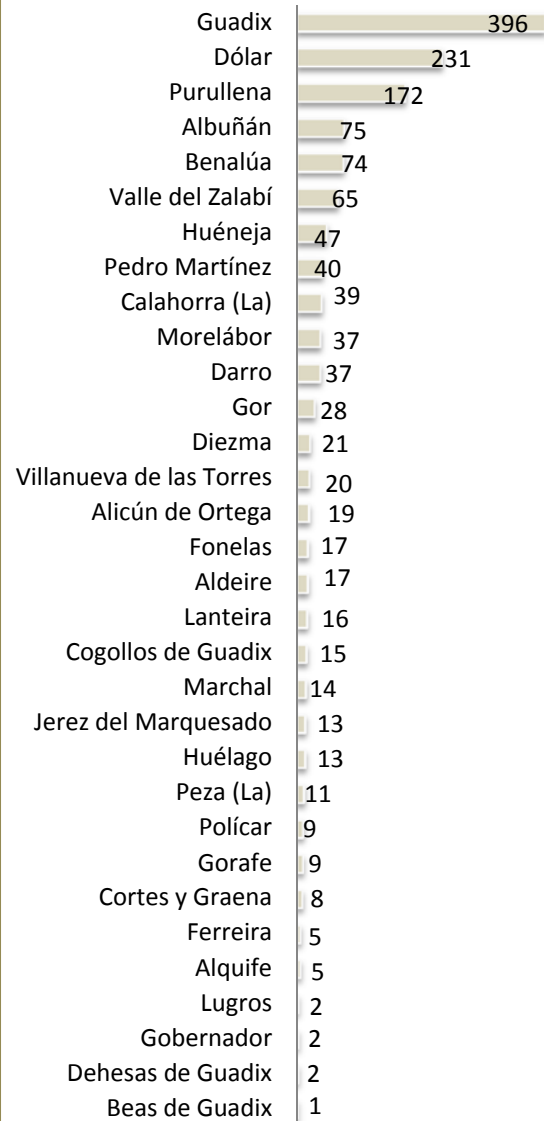 Guadix 396
Dólar 231
Purullena 172
Albuñán 75
Benalúa 74
Valle del Zalabí 65
Huéneja 47
Pedro Martínez 40
Calahorra (La) 39
Morelábor 37
Darro 37
Gor 28
Diezma 21
Villanueva de las Torres 20
Alicún de Ortega 19
Fonelas 17
Aldeire 17
Lanteira 16
Cogollos de Guadix 15
Marchal 14
Jerez del Marquesado 13
Huélago 13
Peza (La) 11
Polícar 9
Gorafe 9
Cortes y Graena 8
Ferreira 5
Alquife 5
Lugros 2
Gobernador 2
Dehesas de Guadix 2
Beas de Guadix 1